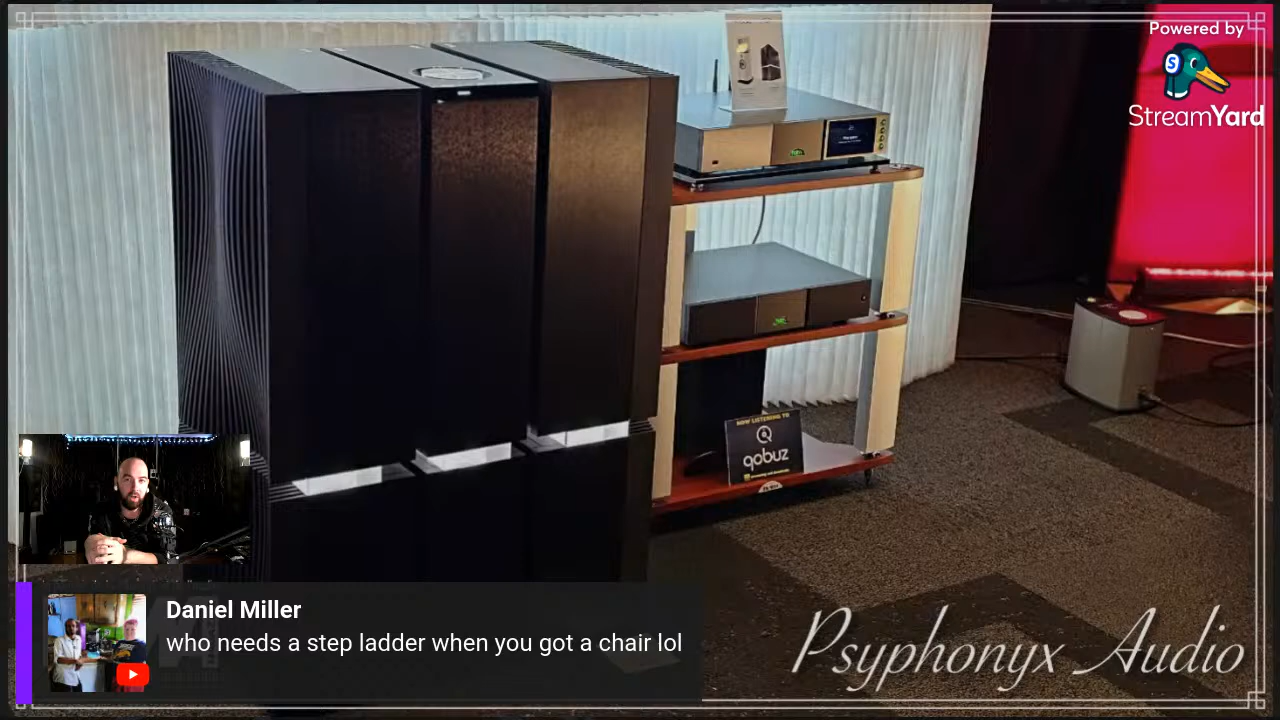 Powered by
StreamYard
NOW LISTENING TO
qobuz
Daniel Miller
who needs a step ladder when you got a chair lol
Psyphonyx Audio